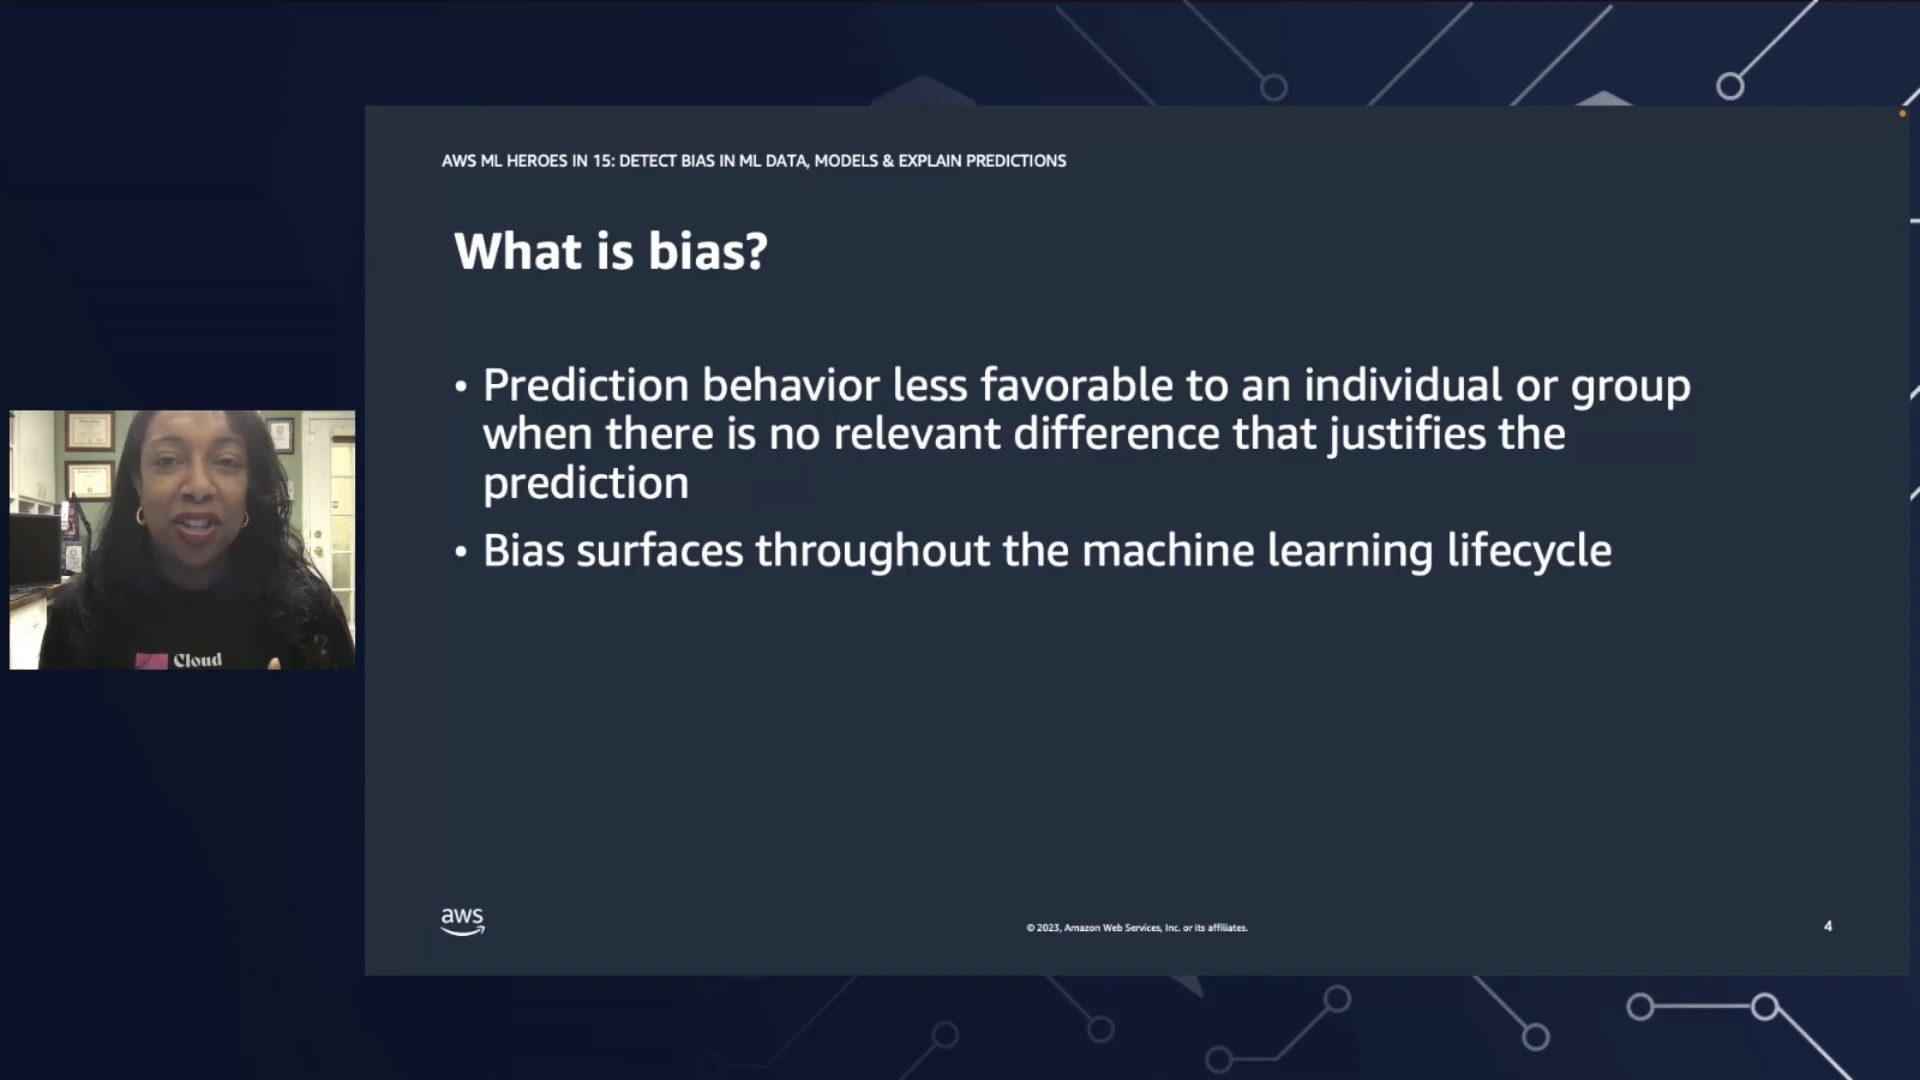 AWS ML HEROES IN 15: DETECT BIAS IN ML DATA, MODELS & EXPLAIN PREDICTIONS
What is bias?
• Prediction behavior less favorable to an individual or group
when there is no relevant difference that justifies the
prediction
• Bias surfaces throughout the machine learning lifecycle
Cloud
aws
© 2023, Amazon Web Services, Inc. or its affiliates.
4